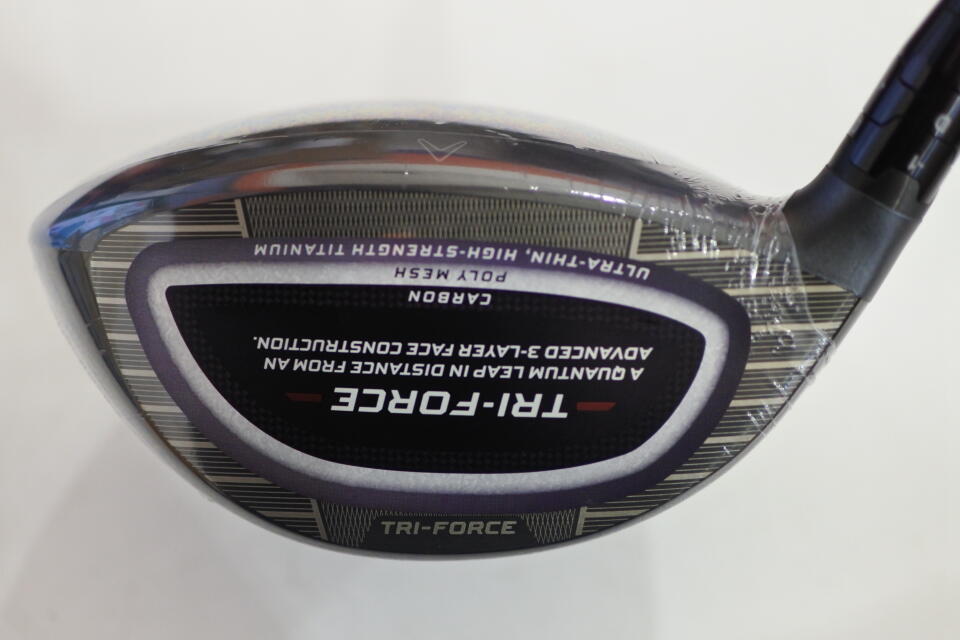 TRI-FORCE
A QUANTUM LEAP IN DISTANCE FROM AN
ADVANCED 3-LAYER FACE CONSTRUCTION.
CARBON
POLY MESH
ULTRA-THIN, HIGH-STRENGTH TITANIUM
TRI-FORCE